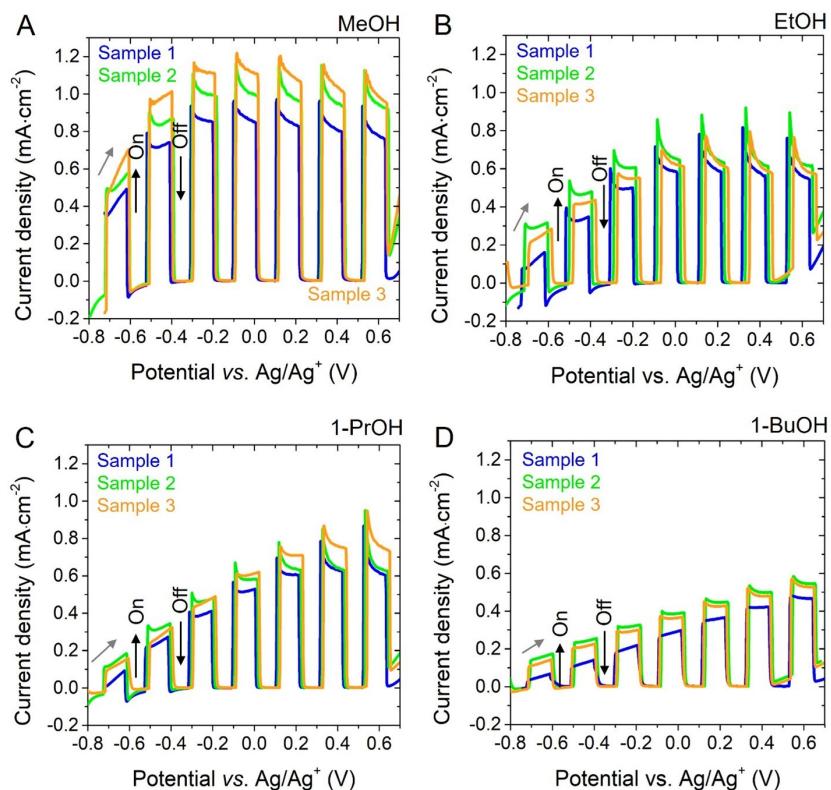 A
MeOH
Sample 1
Sample 2
On
Off
Sample 3
Current density (mA·cm⁻²)
1.2
1.0
0.8
0.6
0.4
0.2
0.0
-0.2
-0.8 -0.6 -0.4 -0.2 0.0 0.2 0.4 0.6
Potential vs. Ag/Ag⁺ (V)
B
EtOH
Sample 1
Sample 2
Sample 3
On
Off
Current density (mA·cm⁻²)
1.2
1.0
0.8
0.6
0.4
0.2
0.0
-0.2
-0.8 -0.6 -0.4 -0.2 0.0 0.2 0.4 0.6
Potential vs. Ag/Ag⁺ (V)
C
1-PrOH
Sample 1
Sample 2
Sample 3
On
Off
Current density (mA·cm⁻²)
1.2
1.0
0.8
0.6
0.4
0.2
0.0
-0.2
-0.8 -0.6 -0.4 -0.2 0.0 0.2 0.4 0.6
Potential vs. Ag/Ag⁺ (V)
D
1-BuOH
Sample 1
Sample 2
Sample 3
On
Off
Current density (mA·cm⁻²)
1.2
1.0
0.8
0.6
0.4
0.2
0.0
-0.2
-0.8 -0.6 -0.4 -0.2 0.0 0.2 0.4 0.6
Potential vs. Ag/Ag⁺ (V)